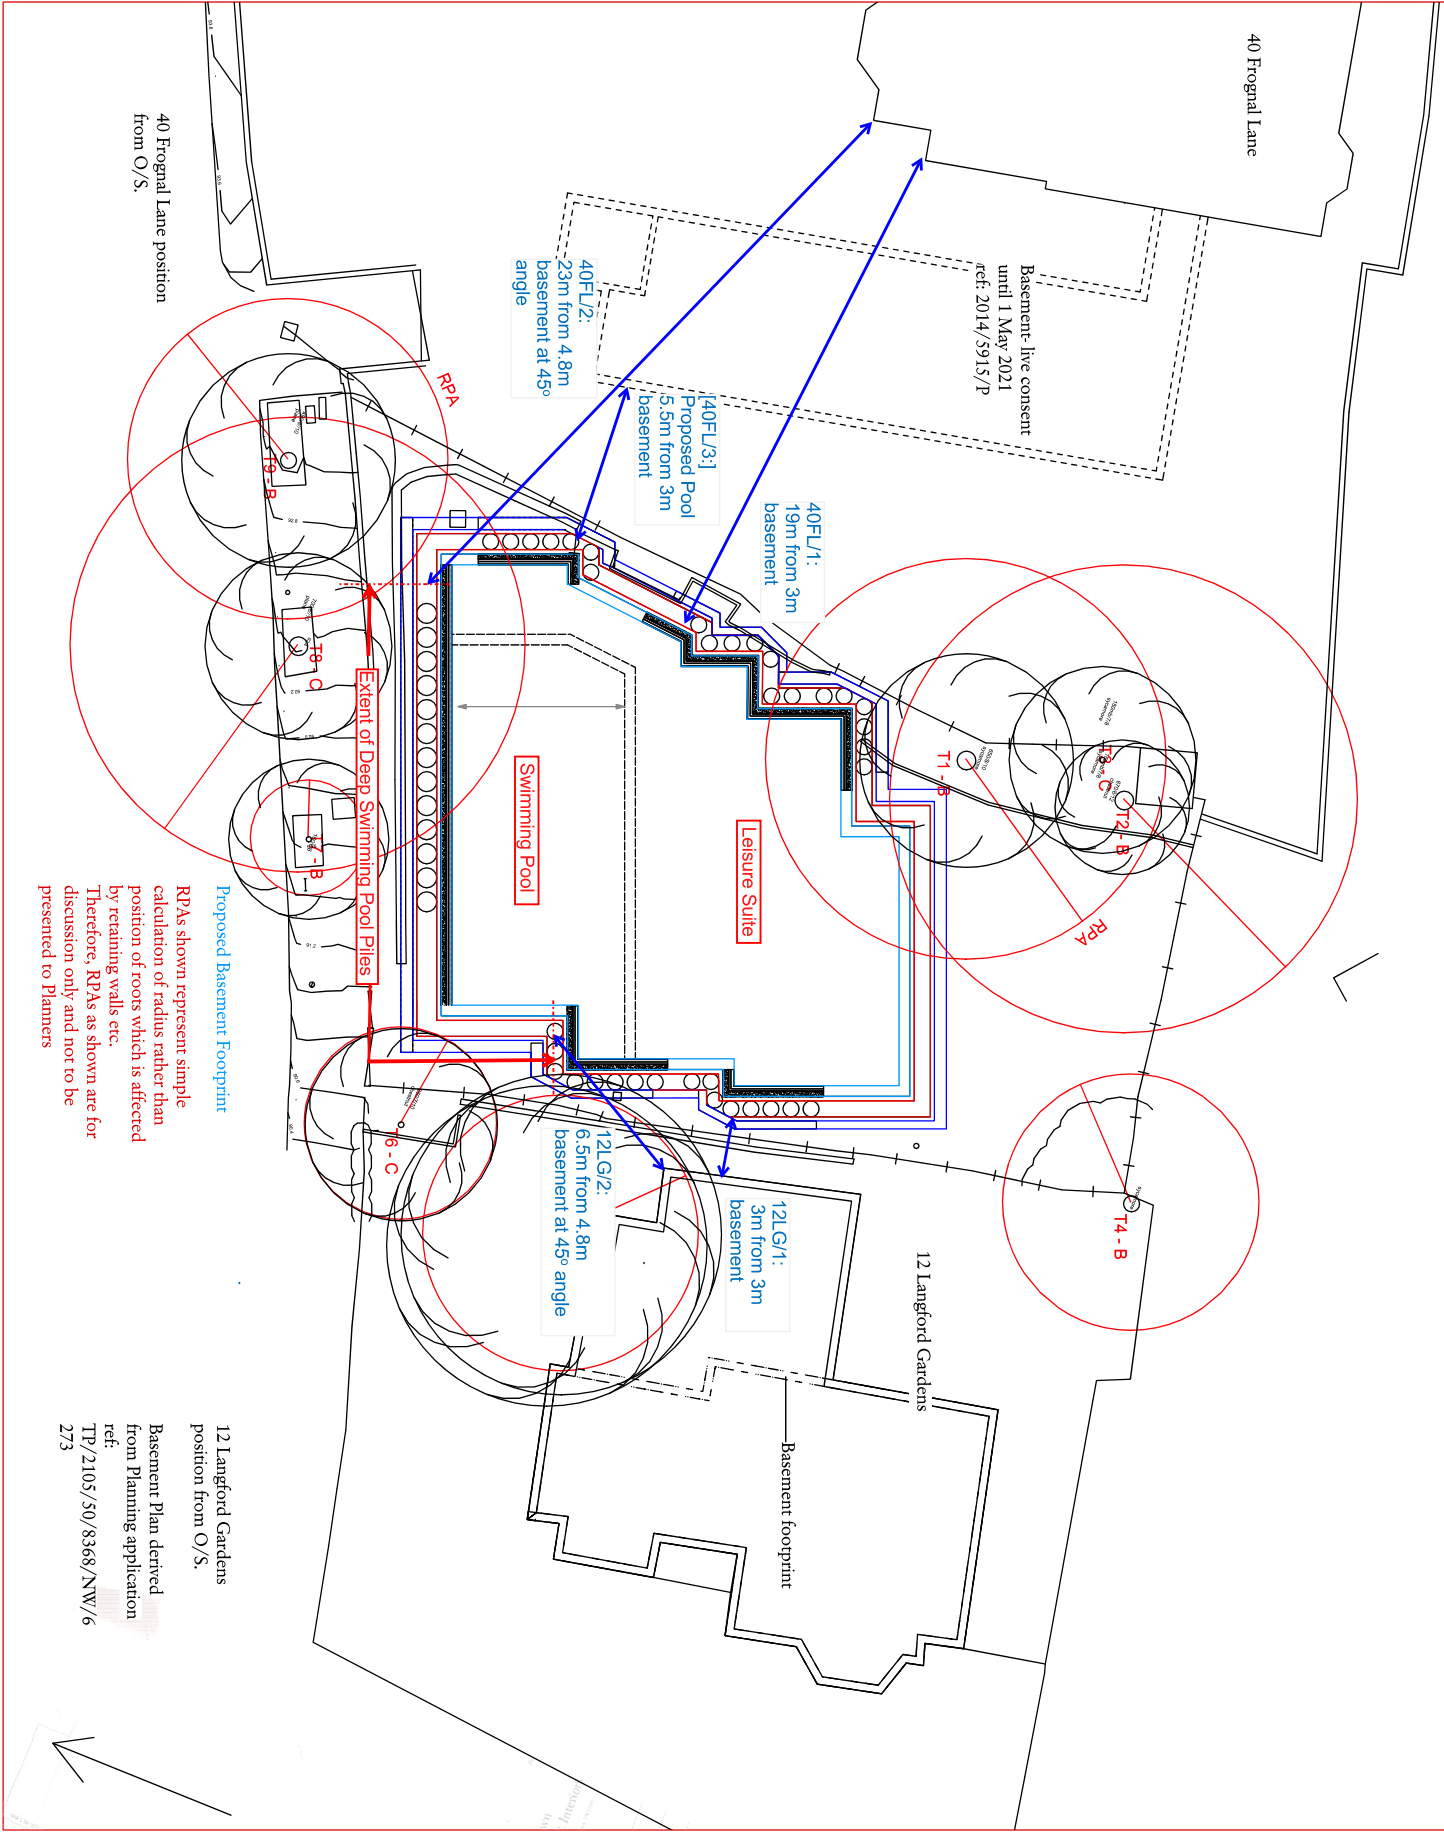 40 Frognal Lane
Basement- live consent
until 1 May 2021
ref: 2014/5915/P
40 Frognal Lane position
from O/S.
40FL/2:
23m from 4.8m
basement at 45º
angle
[40FL/3:]
Proposed Pool
5.5m from 3m
basement
40FL/1:
19m from 3m
basement
RPA
T9 - B
T8 - C
- B
T1 - B
T2 - B
RPA
T4 - B
T6 - C
Extent of Deep Swimming Pool Piles
Swimming Pool
Leisure Suite
Proposed Basement Footprint
RPAs shown represent simple
calculation of radius rather than
position of roots which is affected
by retaining walls etc.
Therefore, RPAs as shown are for
discussion only and not to be
presented to Planners
12LG/2:
6.5m from 4.8m
basement at 45º angle
12LG/1:
3m from 3m
basement
12 Langford Gardens
Basement footprint
12 Langford Gardens
position from O/S.
Basement Plan derived
from Planning application
ref:
TP/2105/50/8368/NW/6
273